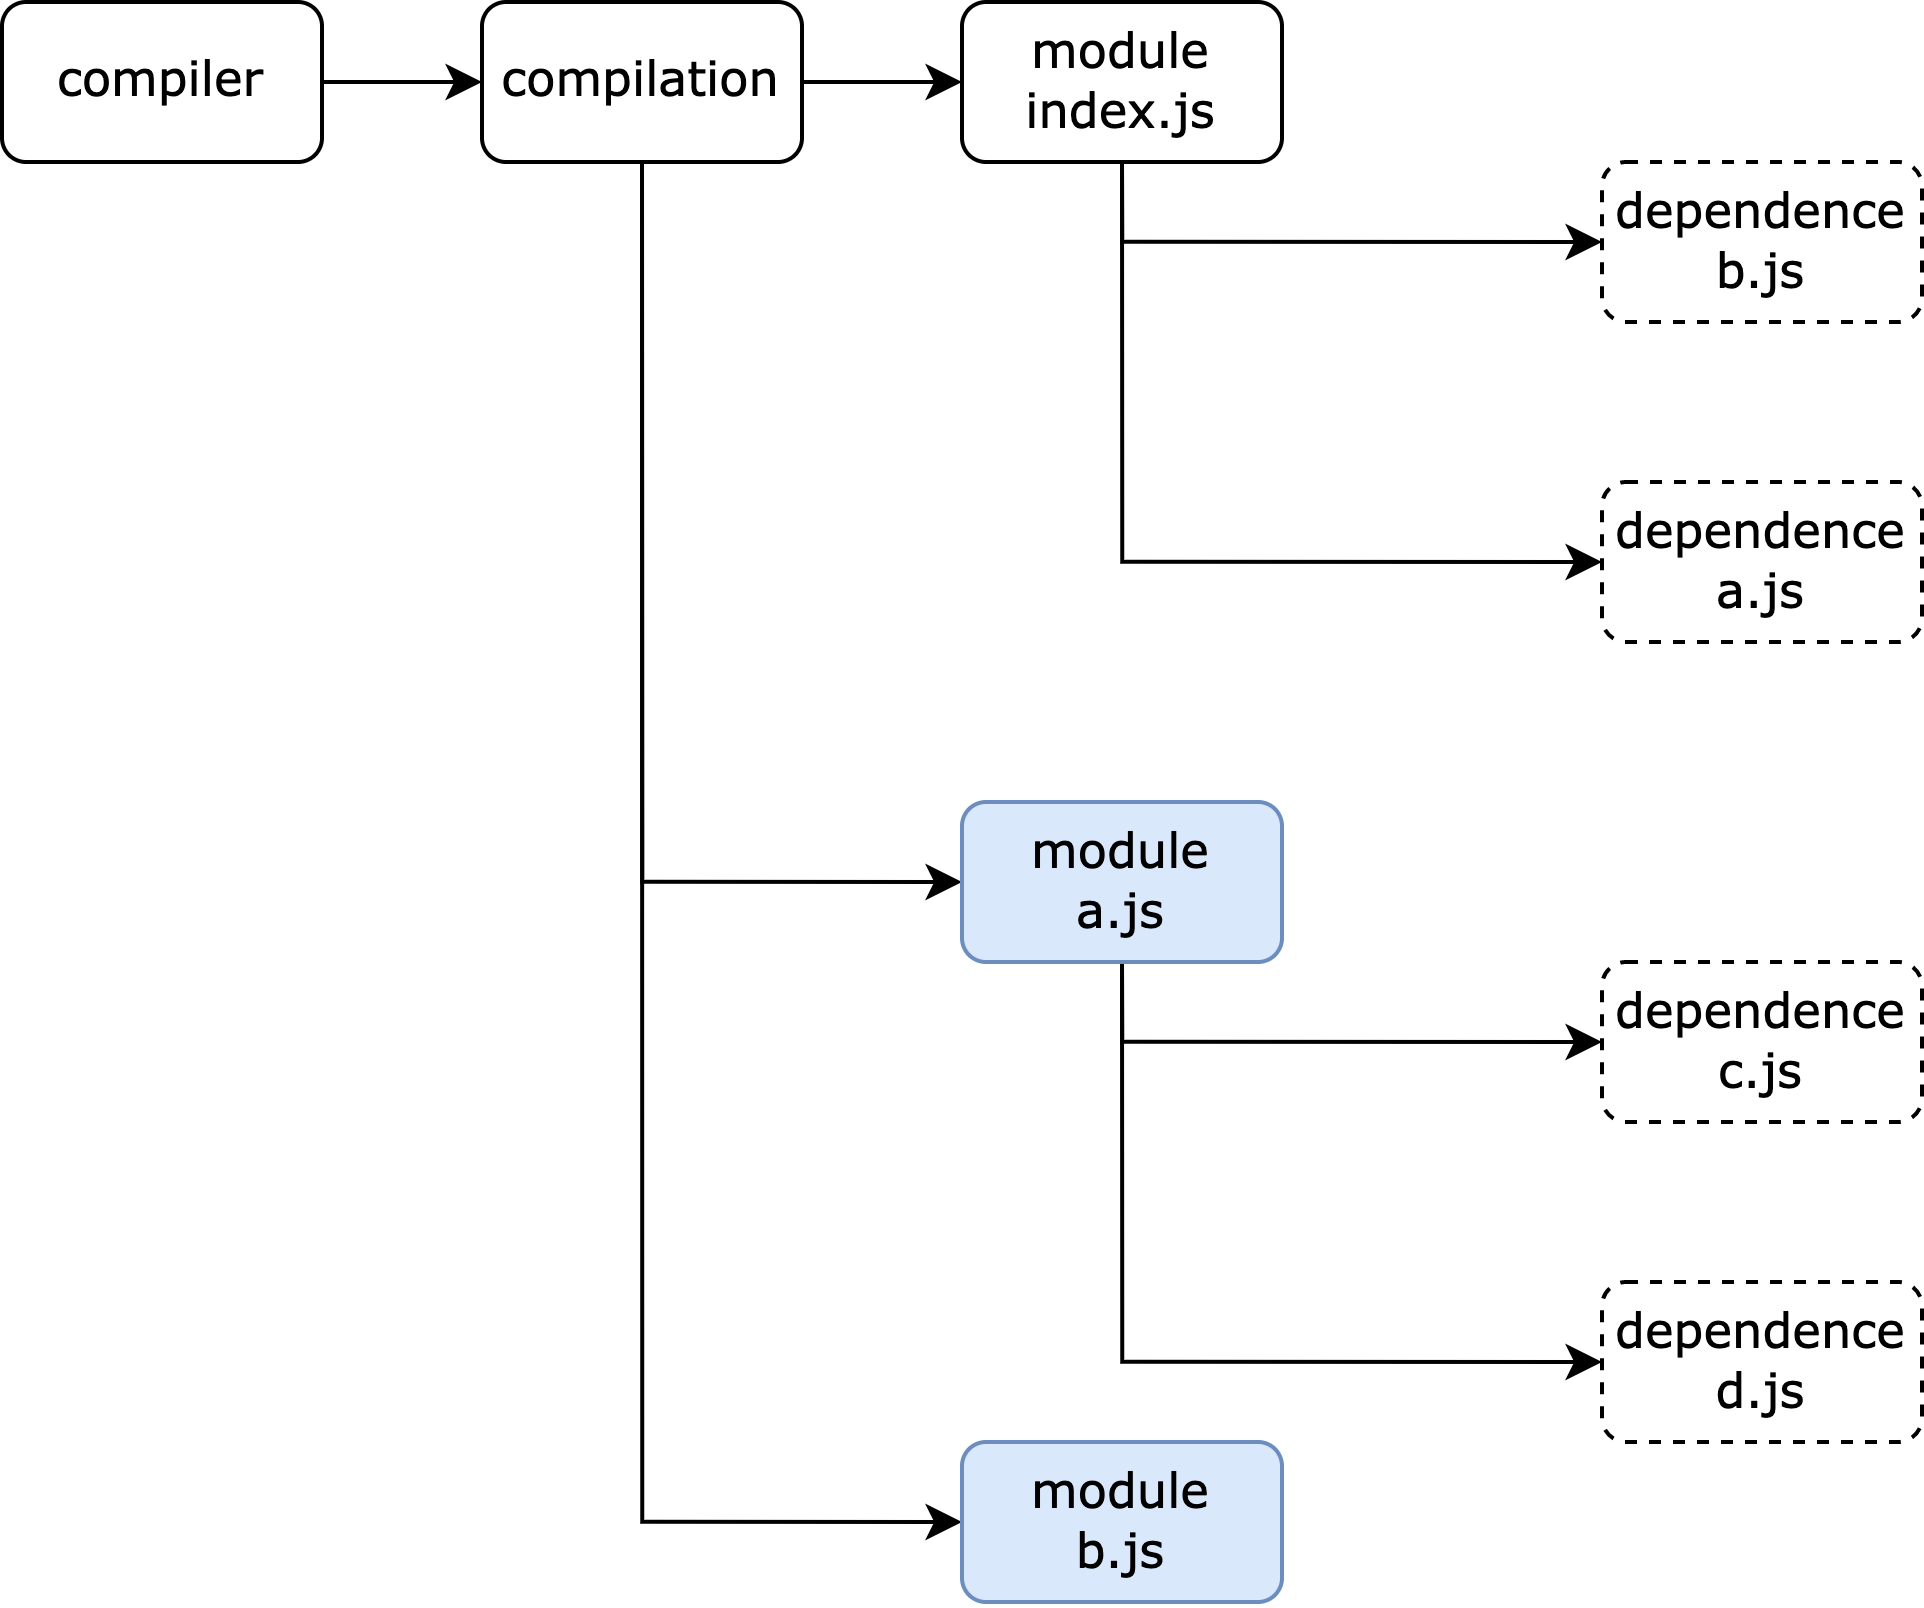 compiler
compilation
module
index.js
dependence
b.js
dependence
a.js
module
a.js
dependence
c.js
dependence
d.js
module
b.js